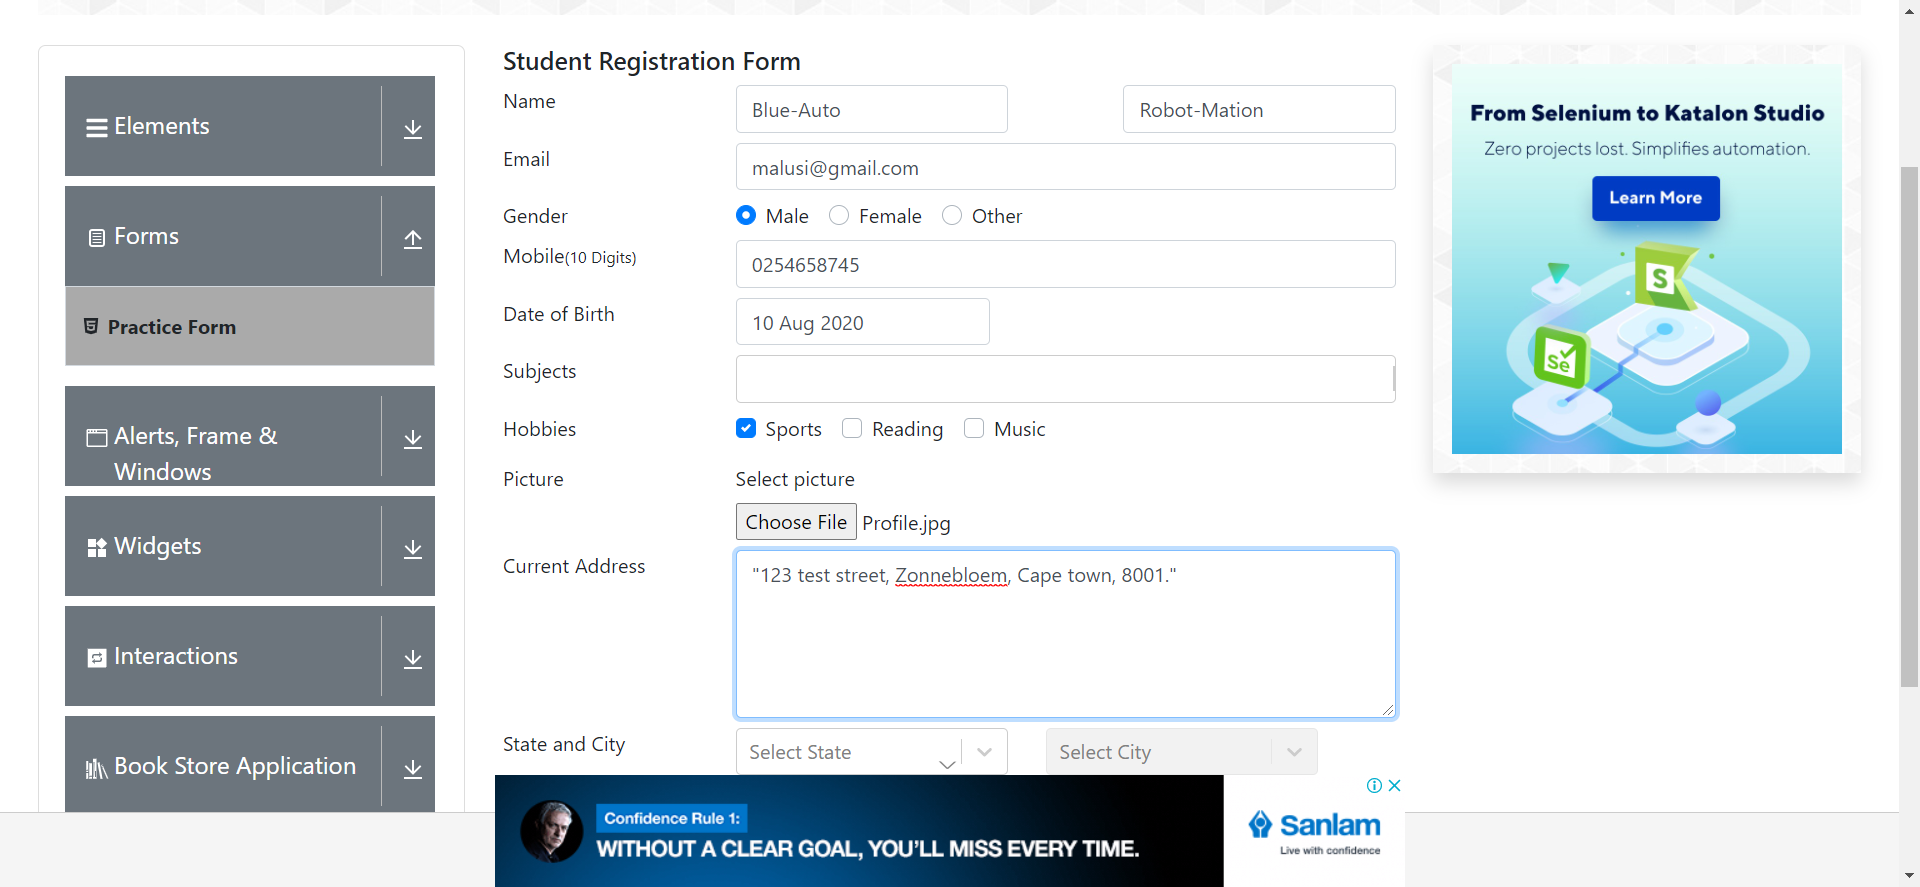 Elements
Forms
Practice Form
Alerts, Frame &
Windows
Widgets
Interactions
Book Store Application
Student Registration Form
Name
Blue-Auto
Robot-Mation
Email
malusi@gmail.com
Gender
Male
Female
Other
Mobile(10 Digits)
0254658745
Date of Birth
10 Aug 2020
Subjects
Hobbies
Sports
Reading
Music
Picture
Select picture
Choose File
Profile.jpg
Current Address
"123 test street, Zonnebloem, Cape town, 8001."
State and City
Select State
Select City
From Selenium to Katalon Studio
Zero projects lost. Simplifies automation.
Learn More
S
Se
Confidence Rule 1:
WITHOUT A CLEAR GOAL, YOU'LL MISS EVERY TIME.
Sanlam
Live with confidence